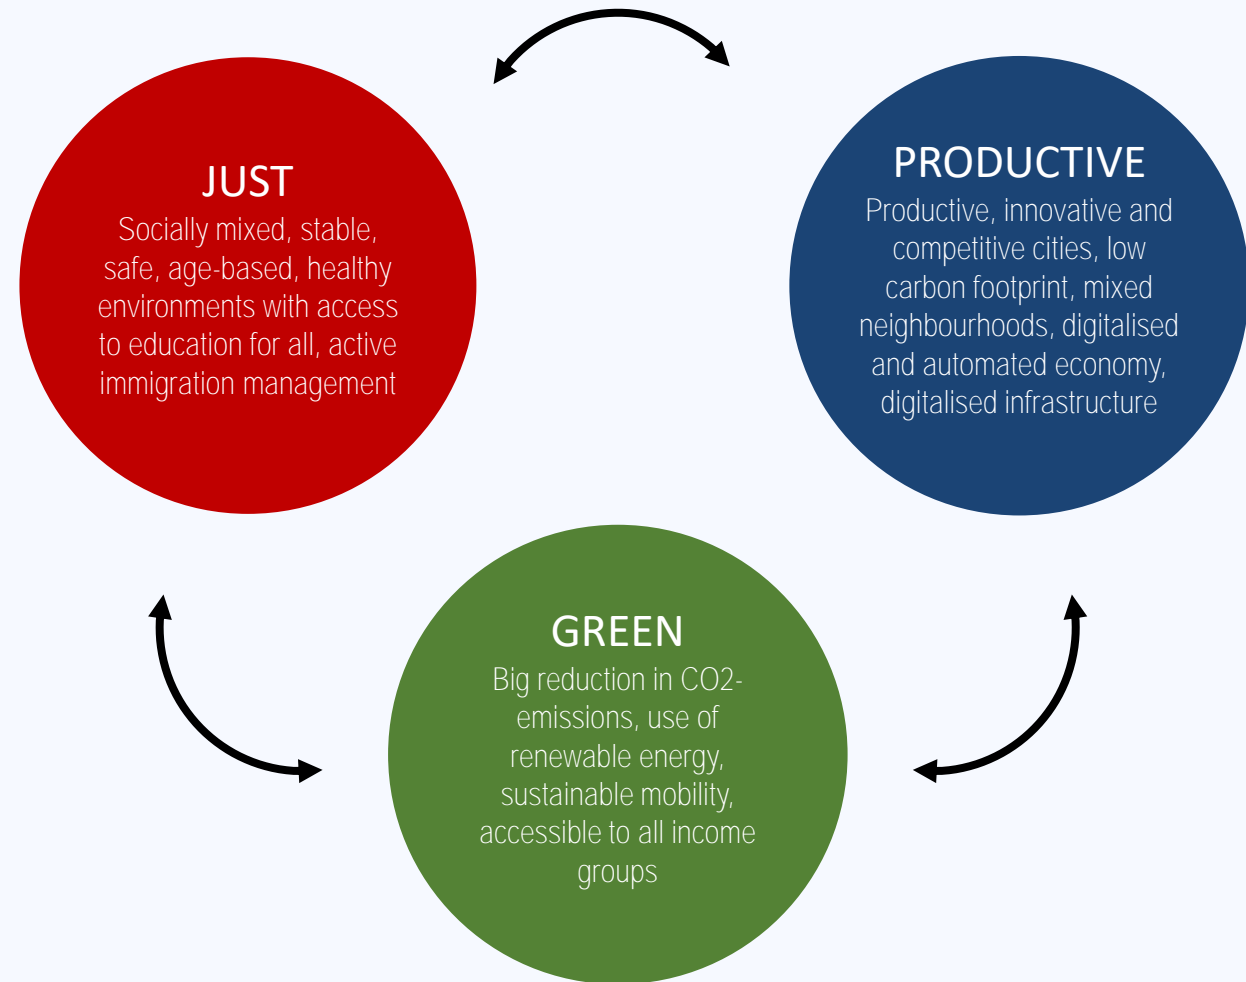 JUST
Socially mixed, stable,
safe, age-based, healthy
environments with access
to education for all, active
immigration management
PRODUCTIVE
Productive, innovative and
competitive cities, low
carbon footprint, mixed
neighbourhoods, digitalised
and automated economy,
digitalised infrastructure
GREEN
Big reduction in CO2-
emissions, use of
renewable energy,
sustainable mobility,
accessible to all income
groups